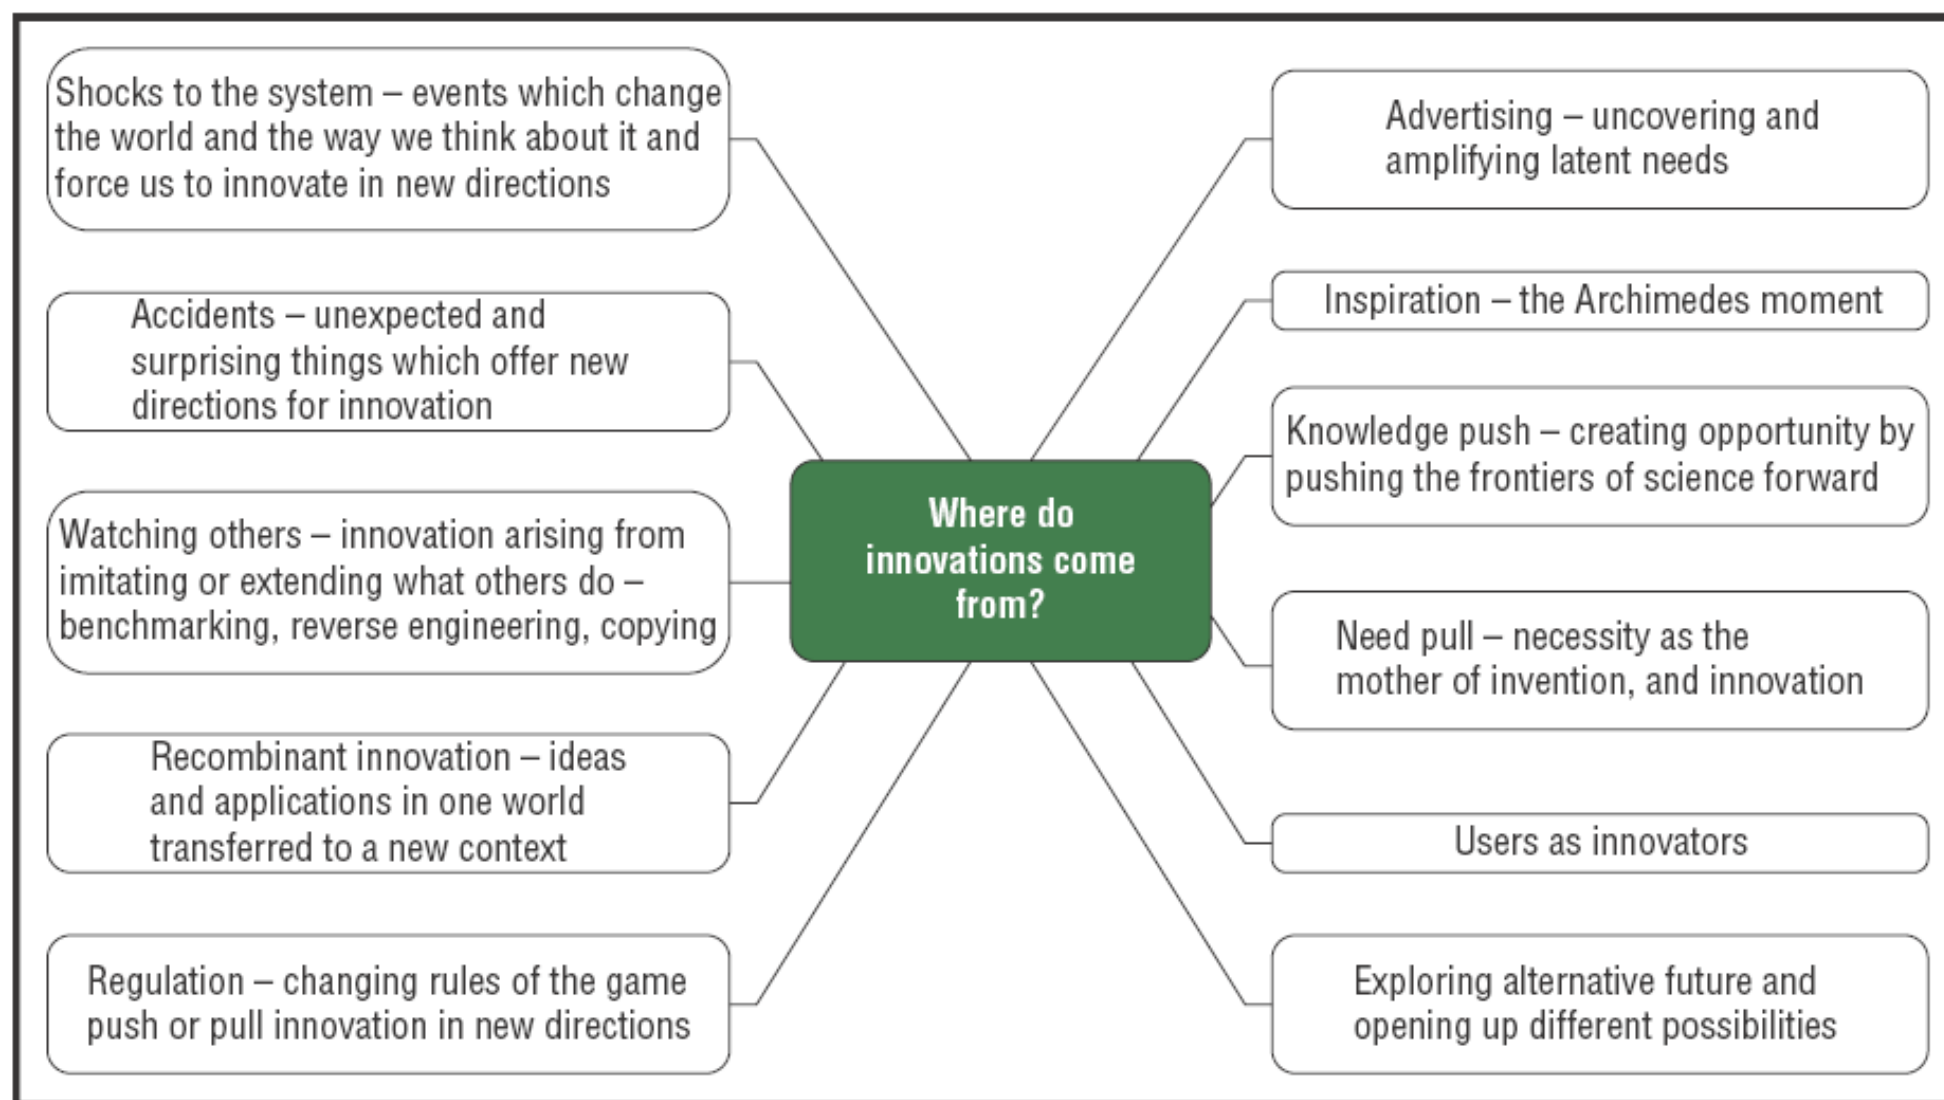 Shocks to the system – events which change
the world and the way we think about it and
force us to innovate in new directions
Accidents – unexpected and
surprising things which offer new
directions for innovation
Watching others – innovation arising from
imitating or extending what others do –
benchmarking, reverse engineering, copying
Recombinant innovation – ideas
and applications in one world
transferred to a new context
Regulation – changing rules of the game
push or pull innovation in new directions
Where do
innovations come
from?
Advertising – uncovering and
amplifying latent needs
Inspiration – the Archimedes moment
Knowledge push – creating opportunity by
pushing the frontiers of science forward
Need pull – necessity as the
mother of invention, and innovation
Users as innovators
Exploring alternative future and
opening up different possibilities